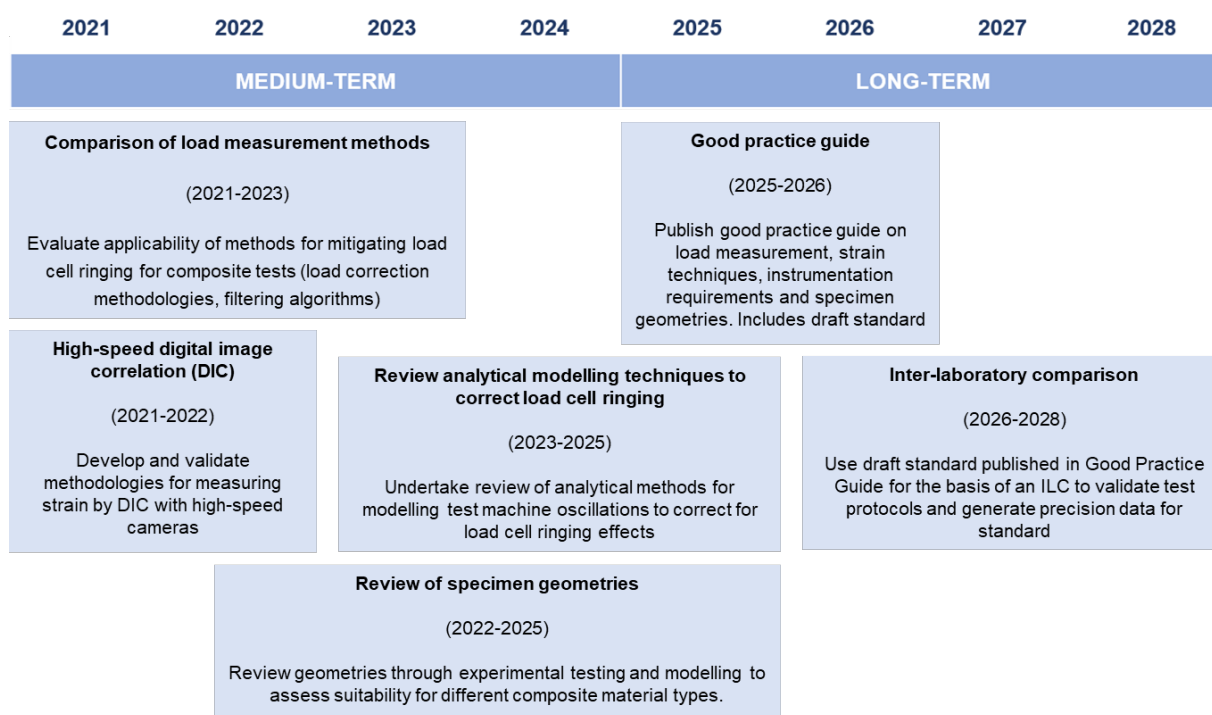 2021 2022 2023 2024 2025 2026 2027 2028
MEDIUM-TERM LONG-TERM
Comparison of load measurement methods
(2021-2023)
Evaluate applicability of methods for mitigating load
cell ringing for composite tests (load correction
methodologies, filtering algorithms)
Good practice guide
(2025-2026)
Publish good practice guide on
load measurement, strain
techniques, instrumentation
requirements and specimen
geometries. Includes draft standard
High-speed digital image
correlation (DIC)
(2021-2022)
Develop and validate
methodologies for measuring
strain by DIC with high-speed
cameras
Review analytical modelling techniques to
correct load cell ringing
(2023-2025)
Undertake review of analytical methods for
modelling test machine oscillations to correct for
load cell ringing effects
Inter-laboratory comparison
(2026-2028)
Use draft standard published in Good Practice
Guide for the basis of an ILC to validate test
protocols and generate precision data for
standard
Review of specimen geometries
(2022-2025)
Review geometries through experimental testing and modelling to
assess suitability for different composite material types.